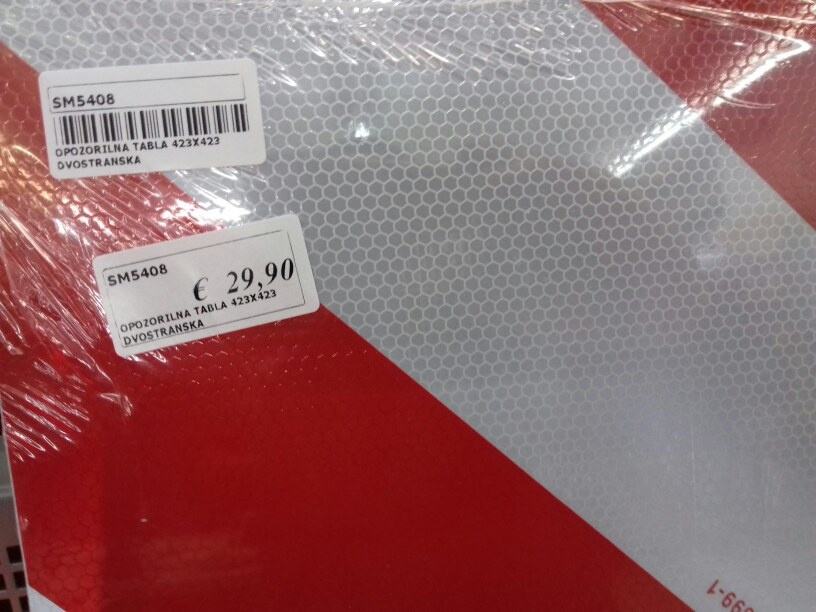 SM5408
OPOZORILNA TABLA 423X423
DVOSTRANSKA
SM5408
€ 29,90
OPOZORILNA TABLA 423X423
DVOSTRANSKA